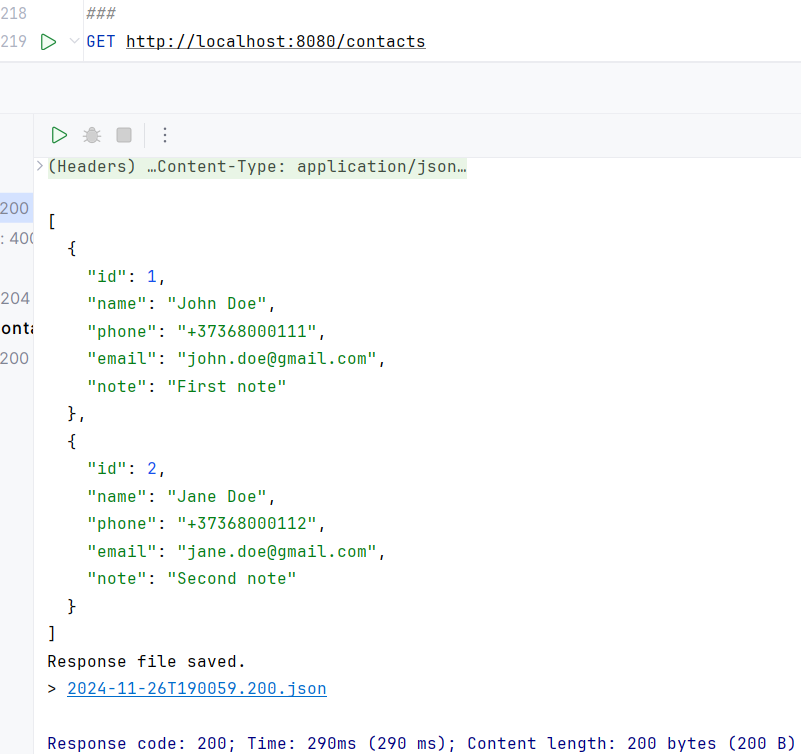 218 ###
219 GET http://localhost:8080/contacts
(Headers) …Content-Type: application/json…
200
: 400
204
onta
200
[
  {
    "id": 1,
    "name": "John Doe",
    "phone": "+37368000111",
    "email": "john.doe@gmail.com",
    "note": "First note"
  },
  {
    "id": 2,
    "name": "Jane Doe",
    "phone": "+37368000112",
    "email": "jane.doe@gmail.com",
    "note": "Second note"
  }
]
Response file saved.
> 2024-11-26T190059.200.json
Response code: 200; Time: 290ms (290 ms); Content length: 200 bytes (200 B)